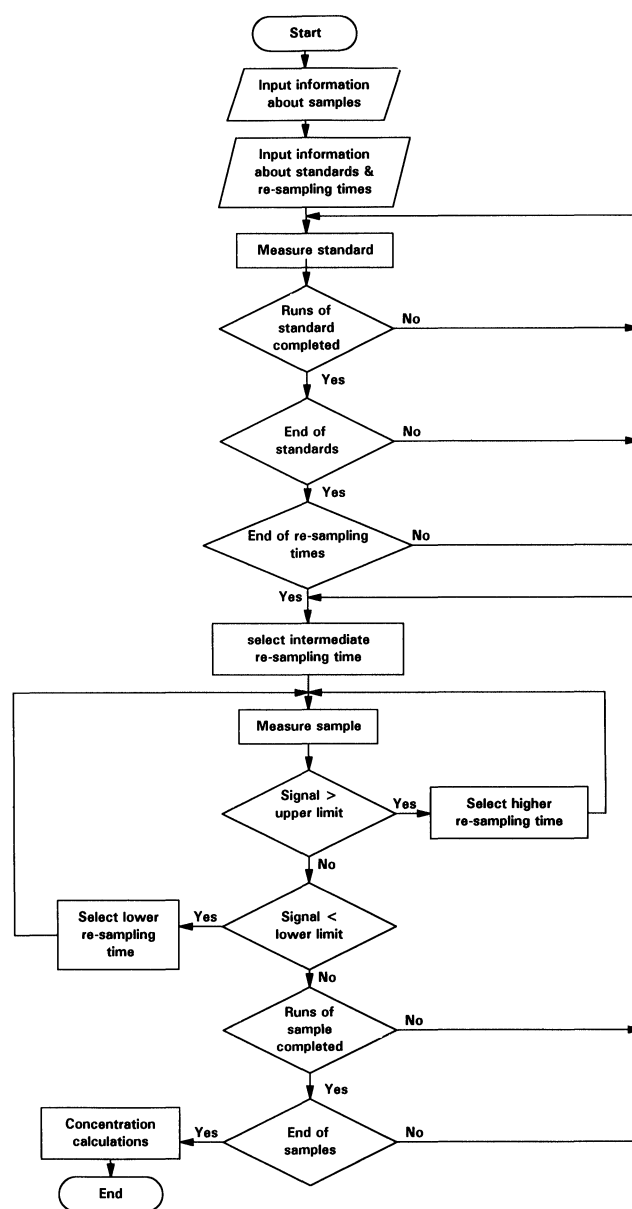 Start
Input information
about samples
Input information
about standards &
re-sampling times
Measure standard
Runs of
standard
completed
No
Yes
End of
standards
No
Yes
End of re-sampling
times
No
Yes
select intermediate
re-sampling time
Measure sample
Signal >
upper limit
Yes
Select higher
re-sampling time
No
Signal <
lower limit
Yes
Select lower
re-sampling
time
No
Runs of
sample
completed
No
Yes
End of
samples
No
Yes
Concentration
calculations
End